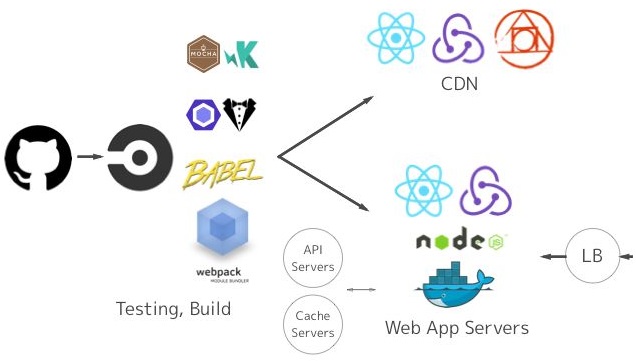 MOCHA
K
CDN
BABEL
node
JS
webpack
MODULE BUNDLER
API
Servers
Cache
Servers
LB
Testing, Build
Web App Servers